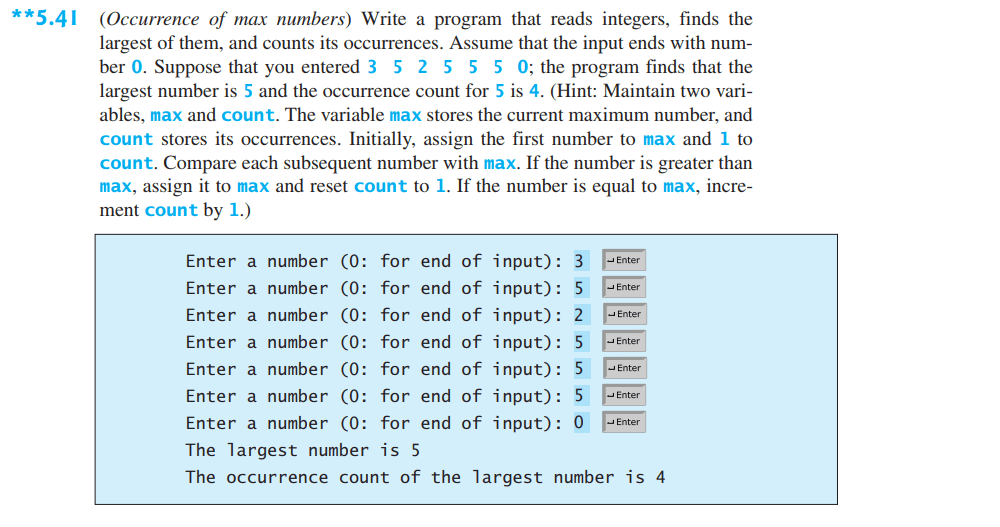 **5.41 (Occurrence of max numbers) Write a program that reads integers, finds the
largest of them, and counts its occurrences. Assume that the input ends with num-
ber 0. Suppose that you entered 3 5 2 5 5 5 0; the program finds that the
largest number is 5 and the occurrence count for 5 is 4. (Hint: Maintain two vari-
ables, max and count. The variable max stores the current maximum number, and
count stores its occurrences. Initially, assign the first number to max and 1 to
count. Compare each subsequent number with max. If the number is greater than
max, assign it to max and reset count to 1. If the number is equal to max, incre-
ment count by 1.)
Enter a number (0: for end of input): 3 ↵Enter
Enter a number (0: for end of input): 5 ↵Enter
Enter a number (0: for end of input): 2 ↵Enter
Enter a number (0: for end of input): 5 ↵Enter
Enter a number (0: for end of input): 5 ↵Enter
Enter a number (0: for end of input): 5 ↵Enter
Enter a number (0: for end of input): 0 ↵Enter
The largest number is 5
The occurrence count of the largest number is 4